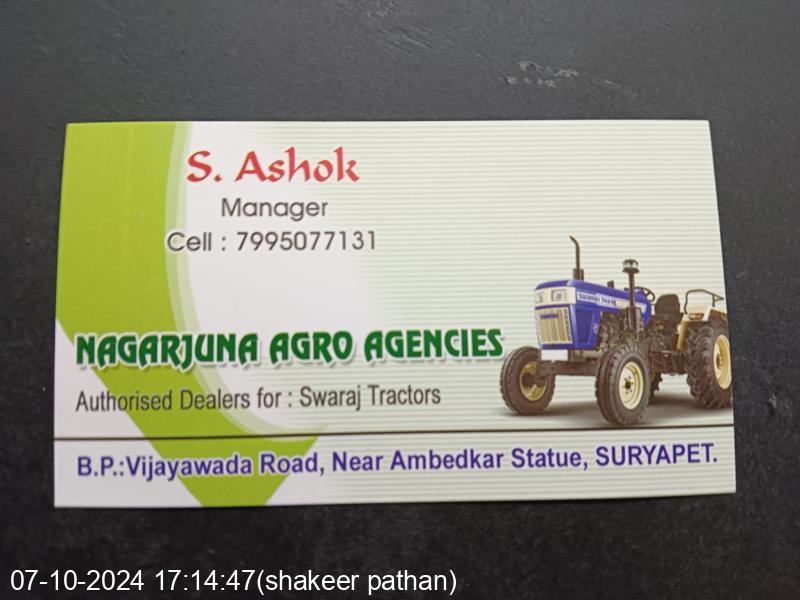 S. Ashok
Manager
Cell : 7995077131
NAGARJUNA AGRO AGENCIES
Authorised Dealers for : Swaraj Tractors
B.P.:Vijayawada Road, Near Ambedkar Statue, SURYAPET.
07-10-2024 17:14:47(shakeer pathan)